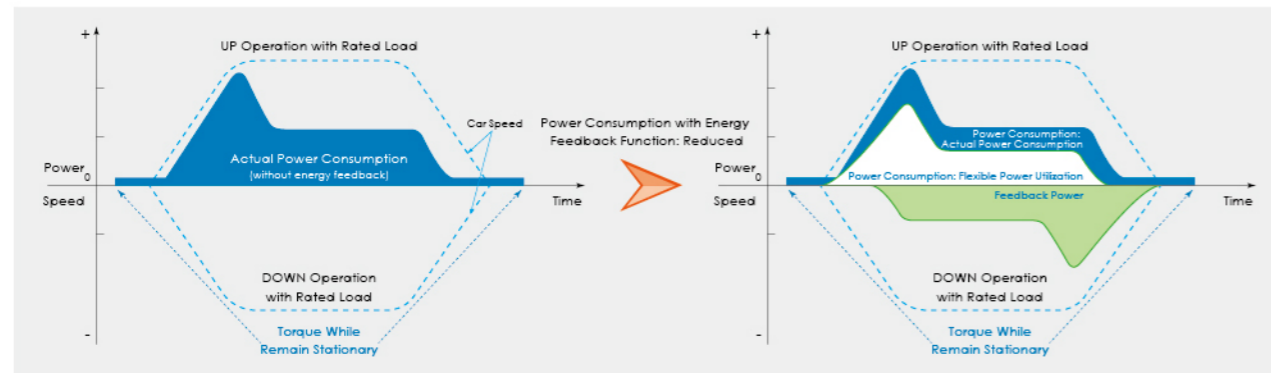 +
UP Operation with Rated Load
Car Speed
Actual Power Consumption
(without energy feedback)
Power
0
Speed
Time
DOWN Operation
with Rated Load
-
Torque While
Remain Stationary
Power Consumption with Energy
Feedback Function: Reduced
+
UP Operation with Rated Load
Power Consumption:
Actual Power Consumption
Power
0
Power Consumption: Flexible Power Utilization
Speed
Feedback Power
Time
DOWN Operation
with Rated Load
-
Torque While
Remain Stationary